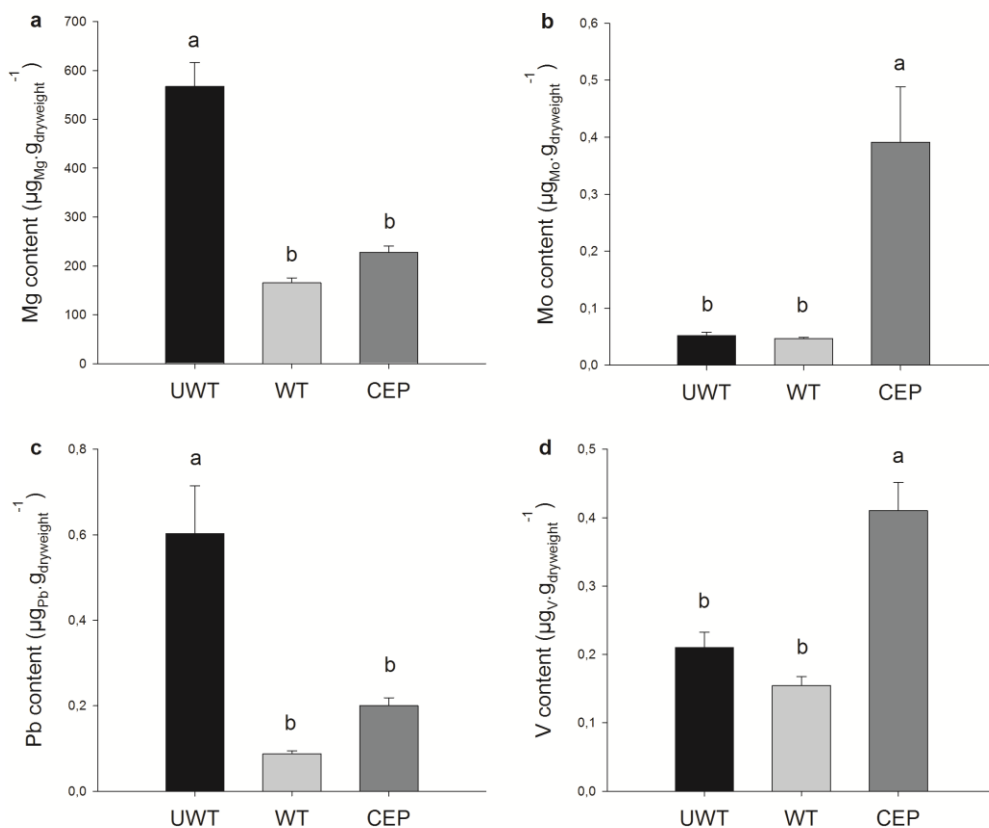 a
Mg content (µgMg.gdryweight-1)
700
600
500
400
300
200
100
0
a
b
b
UWT WT CEP
b
Mo content (µgMo.gdryweight-1)
0,6
0,5
0,4
0,3
0,2
0,1
0,0
b
b
a
UWT WT CEP
c
Pb content (µgPb.gdryweight-1)
0,8
0,6
0,4
0,2
0,0
a
b
b
UWT WT CEP
d
V content (µgV.gdryweight-1)
0,5
0,4
0,3
0,2
0,1
0,0
b
b
a
UWT WT CEP